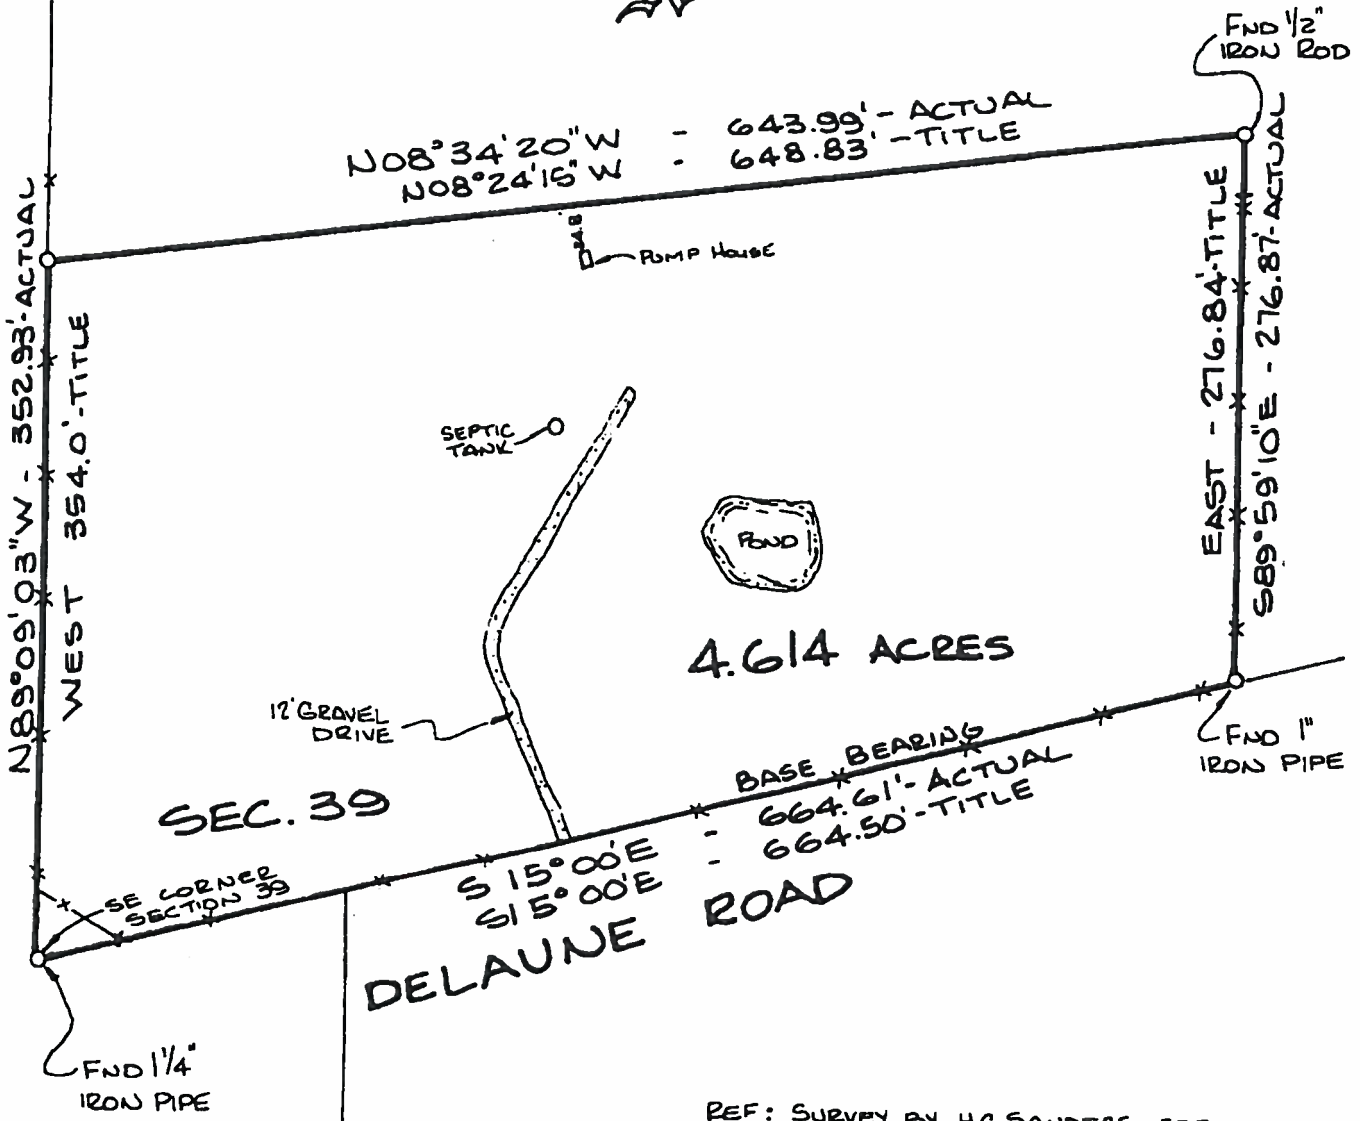 FND 1/2"
IRON ROD
N08°34'20"W - 643.99'- ACTUAL
N08°24'15"W - 648.83' -TITLE
PUMP HOUSE
N89°09'03"W - 352.93'-ACTUAL
WEST 354.0'-TITLE
EAST - 276.84'-TITLE
S89°59'10"E - 276.87'-ACTUAL
SEPTIC
TANK
POND
4.614 ACRES
12' GRAVEL
DRIVE
SEC. 39
BASE BEARING
S 15°00'E - 664.61'- ACTUAL
S15°00'E - 664.50'-TITLE
DELAUNE ROAD
SE CORNER
SECTION 39
FND 1"
IRON PIPE
FND 1 1/4"
IRON PIPE
REF: SURVEY BY